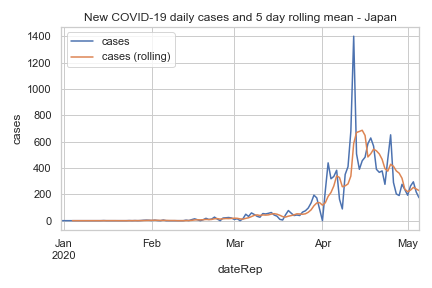 New COVID-19 daily cases and 5 day rolling mean - Japan
cases
cases (rolling)
1400
1200
1000
800
600
400
200
0
cases
Jan
2020
Feb
Mar
Apr
May
dateRep